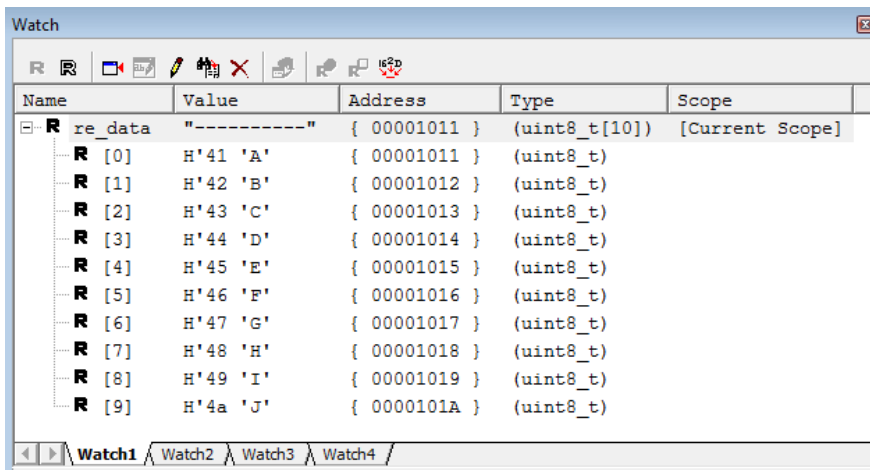 Watch
Name Value Address Type Scope
R re_data "----------" { 00001011 } (uint8_t[10]) [Current Scope]
R [0] H'41 'A' { 00001011 } (uint8_t)
R [1] H'42 'B' { 00001012 } (uint8_t)
R [2] H'43 'C' { 00001013 } (uint8_t)
R [3] H'44 'D' { 00001014 } (uint8_t)
R [4] H'45 'E' { 00001015 } (uint8_t)
R [5] H'46 'F' { 00001016 } (uint8_t)
R [6] H'47 'G' { 00001017 } (uint8_t)
R [7] H'48 'H' { 00001018 } (uint8_t)
R [8] H'49 'I' { 00001019 } (uint8_t)
R [9] H'4a 'J' { 0000101A } (uint8_t)
Watch1 Watch2 Watch3 Watch4